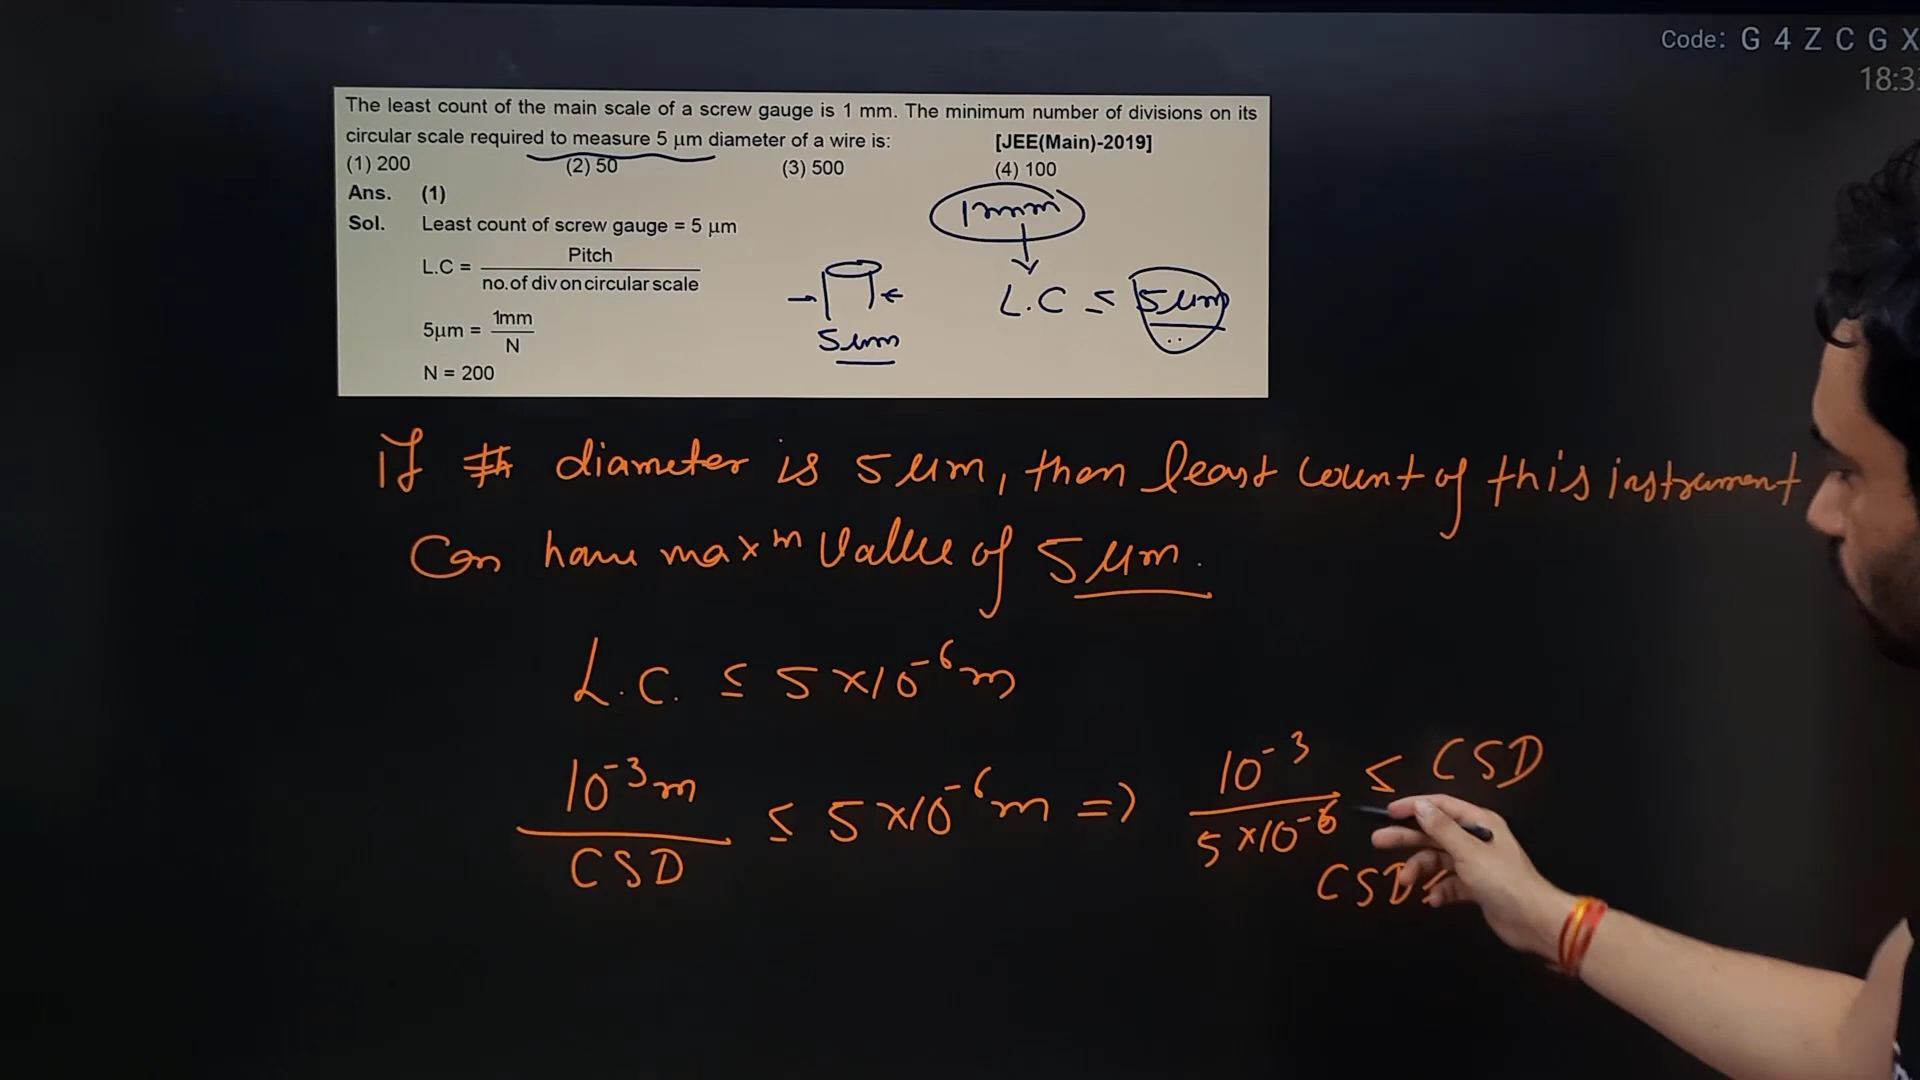 Code: G 4 Z C G X
18:3
The least count of the main scale of a screw gauge is 1 mm. The minimum number of divisions on its
circular scale required to measure 5 μm diameter of a wire is: [JEE(Main)-2019]
(1) 200 (2) 50 (3) 500 (4) 100
Ans. (1)
Sol. Least count of screw gauge = 5 μm
L.C = Pitch / no.of div on circular scale
5μm = 1mm / N
N = 200
1mm
L.C ≤ 5μm
5μm
If diameter is 5 μm, then least count of this instrument
Can have maxᵐ Value of 5 μm.
L.C. ≤ 5×10⁻⁶m
10⁻³m / CSD ≤ 5×10⁻⁶m ⇒ 10⁻³ / 5×10⁻⁶ ≤ CSD
CSD